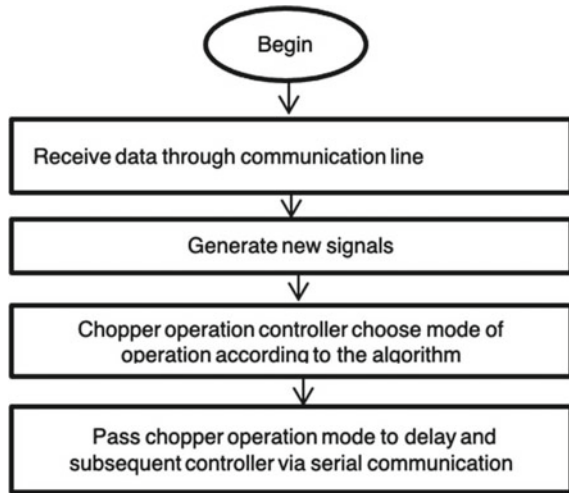 Begin
Receive data through communication line
Generate new signals
Chopper operation controller choose mode of
operation according to the algorithm
Pass chopper operation mode to delay and
subsequent controller via serial communication